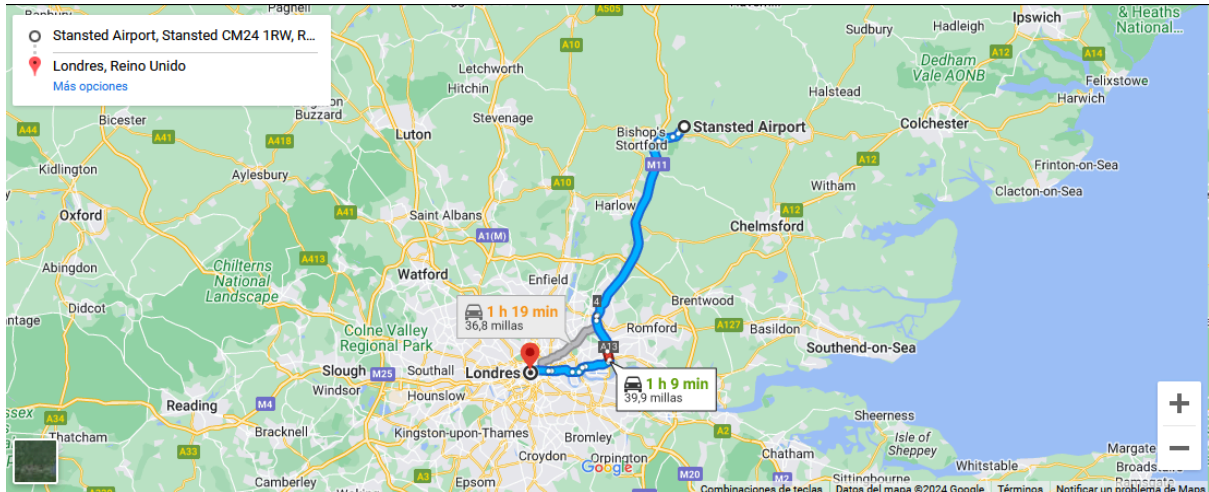 Stansted Airport, Stansted CM24 1RW, R...
Londres, Reino Unido
Más opciones
A505
Ipswich
& Heaths
National...
Sudbury
Hadleigh
A10
A14
Letchworth
Hitchin
Dedham
Vale AONB
Felixstowe
Harwich
Halstead
Buzzard
Stevenage
Bicester
A41
A44
A418
Luton
Bishop's
Stortford
Stansted Airport
Colchester
M11
A12
Kidlington
Aylesbury
A10
Witham
Frinton-on-Sea
Clacton-on-Sea
Oxford
A41
Saint Albans
Harlow
A12
Chelmsford
A1(M)
Abingdon
A413
Chilterns
National
Landscape
Watford
Enfield
Didcot
4
Brentwood
1 h 19 min
36,8 millas
Colne Valley
Regional Park
Romford
A127
Basildon
A13
Southend-on-Sea
Slough
M25
Southall
Londres
1 h 9 min
39,9 millas
Windsor
Hounslow
Reading
M4
A34
Thatcham
Bracknell
Kingston-upon-Thames
Bromley
A2
Sheerness
Isle of
Sheppey
Margate
A33
Croydon
Orpington
Google
Chatham
Whitstable
Broadsta
Camberley
A3
Epsom
M20
Sittingbourne
Combinaciones de teclas
Datos del mapa ©2024 Google
Términos
Notificar un problema de Maps